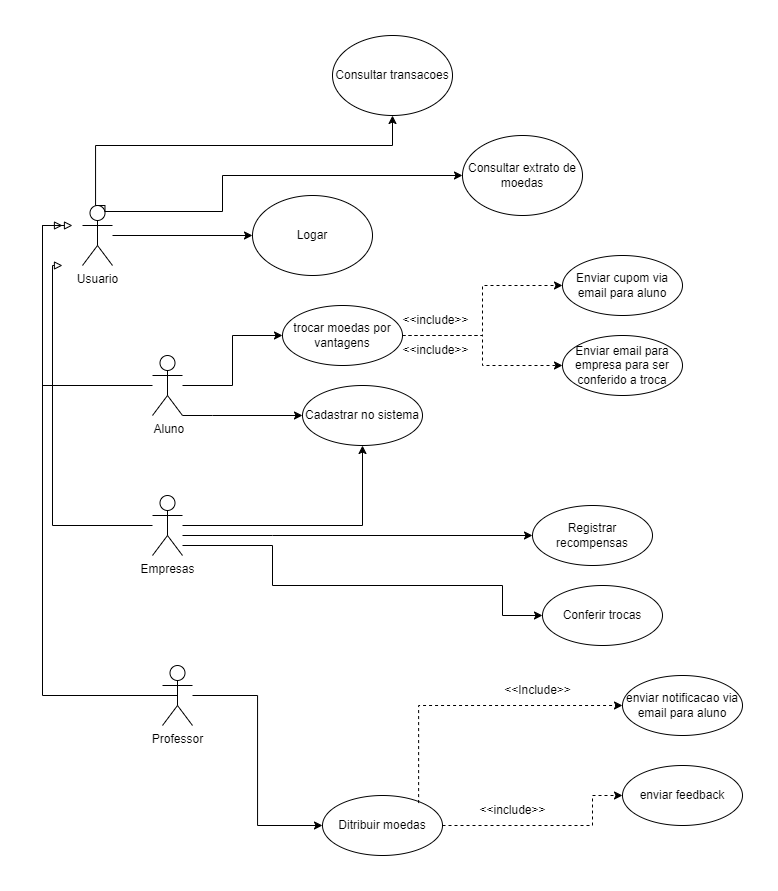 Consultar transacoes
Consultar extrato de
moedas
Logar
Usuario
Enviar cupom via
email para aluno
trocar moedas por
vantagens
<<include>>
<<include>>
Enviar email para
empresa para ser
conferido a troca
Aluno
Cadastrar no sistema
Empresas
Registrar
recompensas
Conferir trocas
Professor
<<Include>>
enviar notificacao via
email para aluno
Ditribuir moedas
<<include>>
enviar feedback